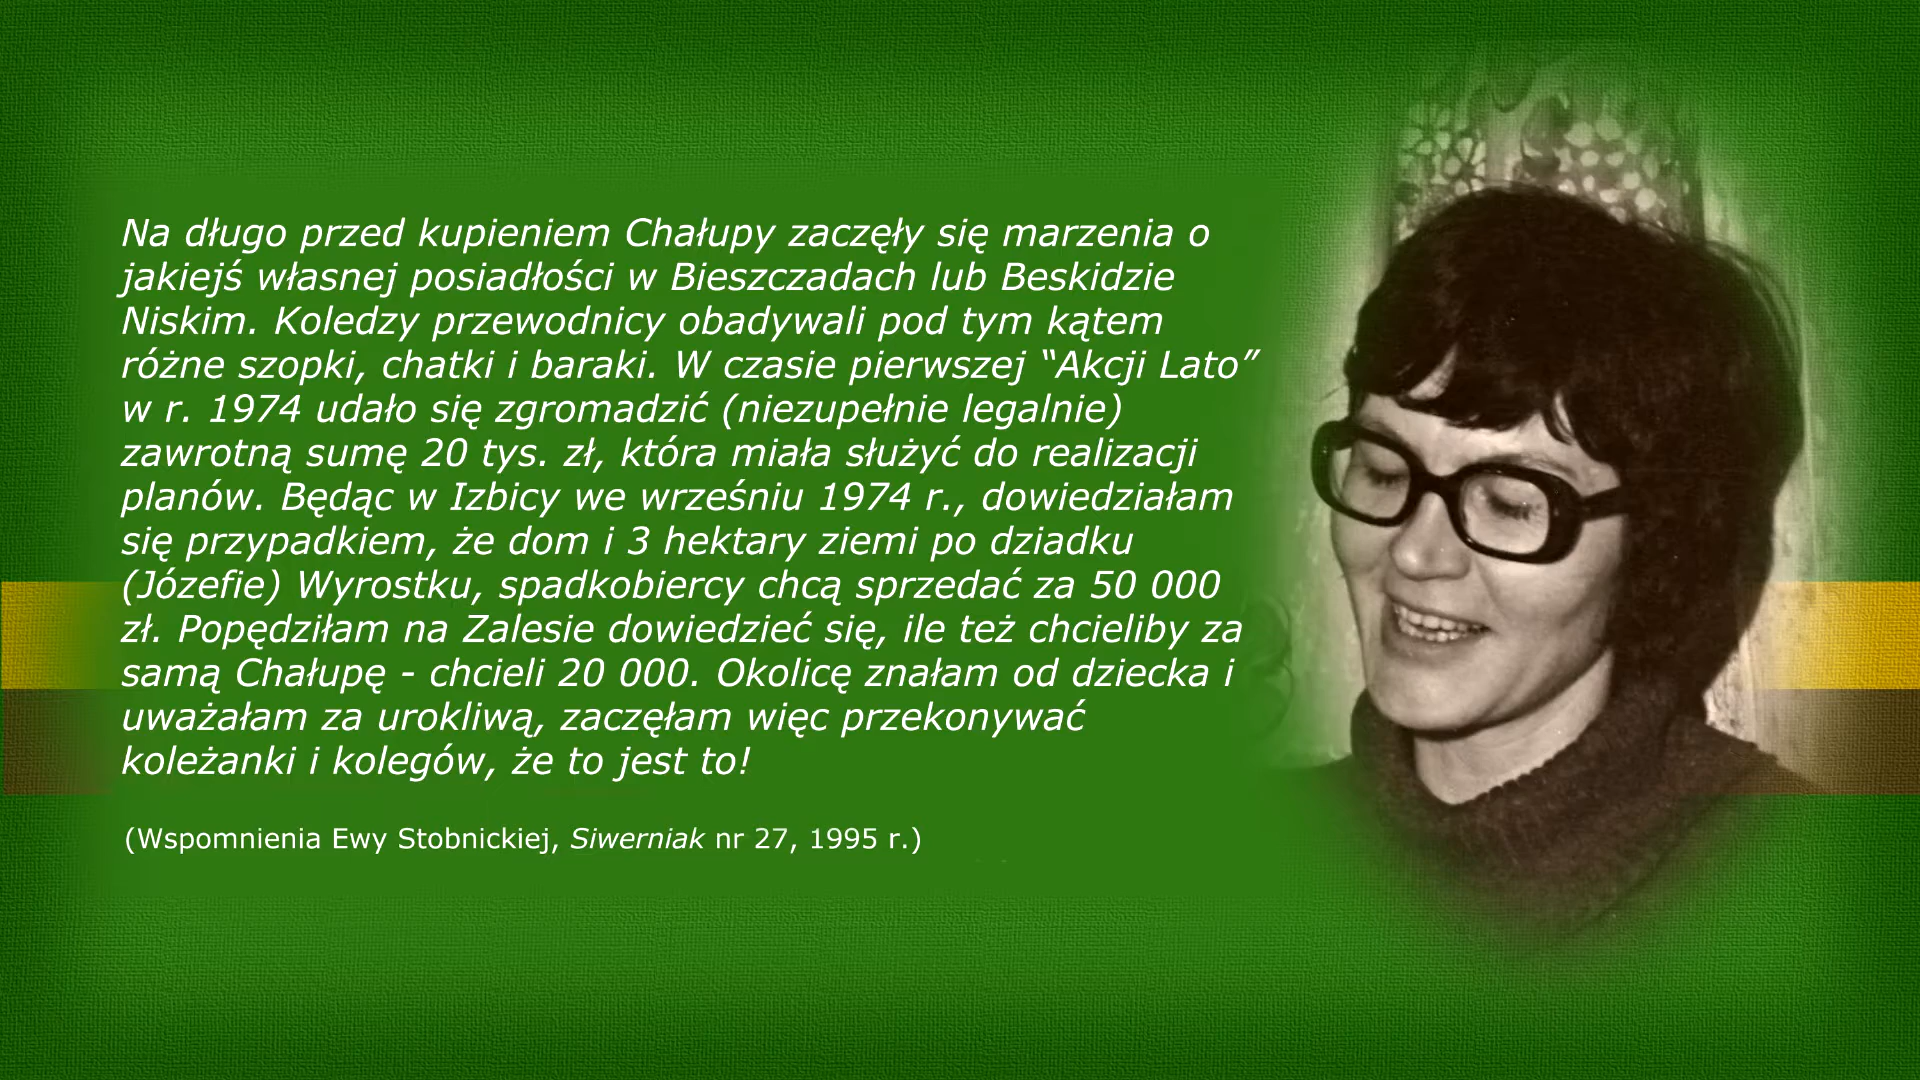 Na długo przed kupieniem Chałupy zaczęły się marzenia o
jakiejś własnej posiadłości w Bieszczadach lub Beskidzie
Niskim. Koledzy przewodnicy obadywali pod tym kątem
różne szopki, chatki i baraki. W czasie pierwszej “Akcji Lato”
w r. 1974 udało się zgromadzić (niezupełnie legalnie)
zawrotną sumę 20 tys. zł, która miała służyć do realizacji
planów. Będąc w Izbicy we wrześniu 1974 r., dowiedziałam
się przypadkiem, że dom i 3 hektary ziemi po dziadku
(Józefie) Wyrostku, spadkobiercy chcą sprzedać za 50 000
zł. Popędziłam na Zalesie dowiedzieć się, ile też chcieliby za
samą Chałupę - chcieli 20 000. Okolicę znałam od dziecka i
uważałam za urokliwą, zaczęłam więc przekonywać
koleżanki i kolegów, że to jest to!
(Wspomnienia Ewy Stobnickiej, Siwerniak nr 27, 1995 r.)